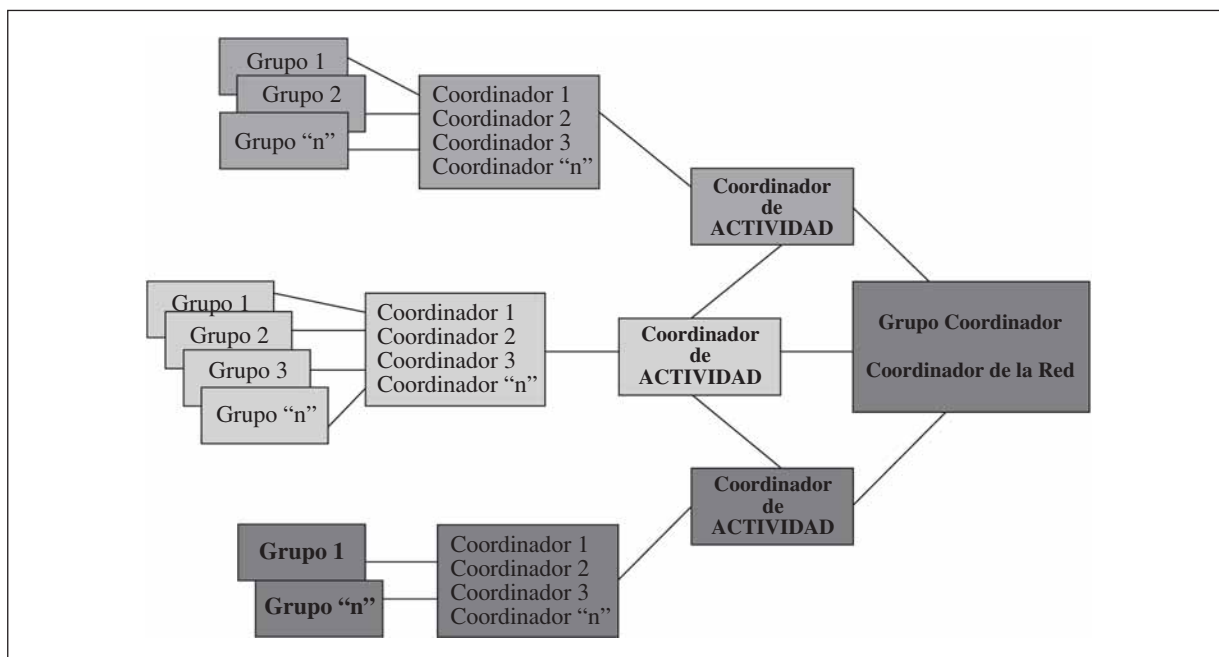 Grupo 1
Grupo 2
Grupo “n”
Coordinador 1
Coordinador 2
Coordinador 3
Coordinador “n”
Coordinador
de
ACTIVIDAD
Grupo 1
Grupo 2
Grupo 3
Grupo “n”
Coordinador 1
Coordinador 2
Coordinador 3
Coordinador “n”
Coordinador
de
ACTIVIDAD
Grupo Coordinador
Coordinador de la Red
Grupo 1
Grupo “n”
Coordinador 1
Coordinador 2
Coordinador 3
Coordinador “n”
Coordinador
de
ACTIVIDAD